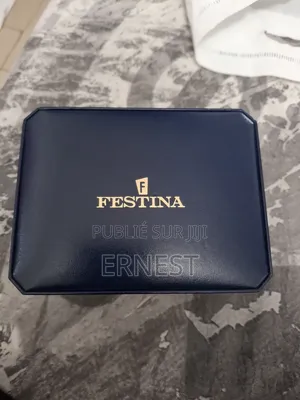 F
FESTINA
PUBLIÉ SUR JIJI
ERNEST